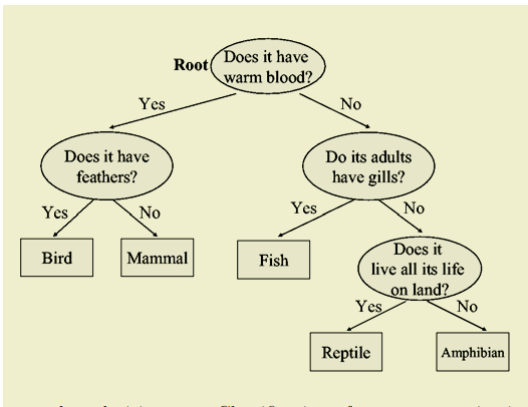 Root
Does it have
warm blood?
Yes
No
Does it have
feathers?
Do its adults
have gills?
Yes
No
Yes
No
Bird
Mammal
Fish
Does it
live all its life
on land?
Yes
No
Reptile
Amphibian